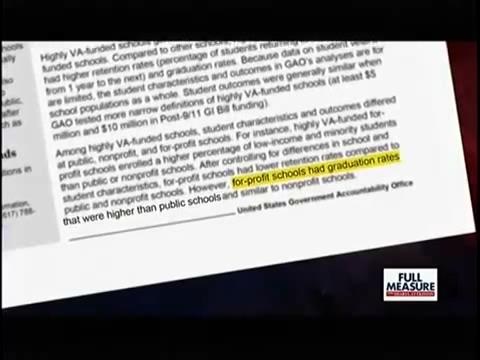 Highly VA-funded schools
funded schools. Compared to other schools,
had higher retention rates (percentage of students returning
from 1 year to the next) and graduation rates. Because data on student
are limited, the student characteristics and outcomes in GAO's analyses are for
school populations as a whole. Student outcomes were generally similar when
GAO tested more narrow definitions of highly VA-funded schools (at least $5
million and $10 million in Post-9/11 GI Bill funding).
Among highly VA-funded schools, student characteristics and outcomes differed
at public, nonprofit, and for-profit schools. For instance, highly VA-funded for-
profit schools enrolled a higher percentage of low-income and minority students
than public or nonprofit schools. After controlling for differences in school and
student characteristics, for-profit schools had lower retention rates compared to
public and nonprofit schools. However, for-profit schools had graduation rates
that were higher than public schools and similar to nonprofit schools.
United States Government Accountability Office
(617) 788-
FULL
MEASURE